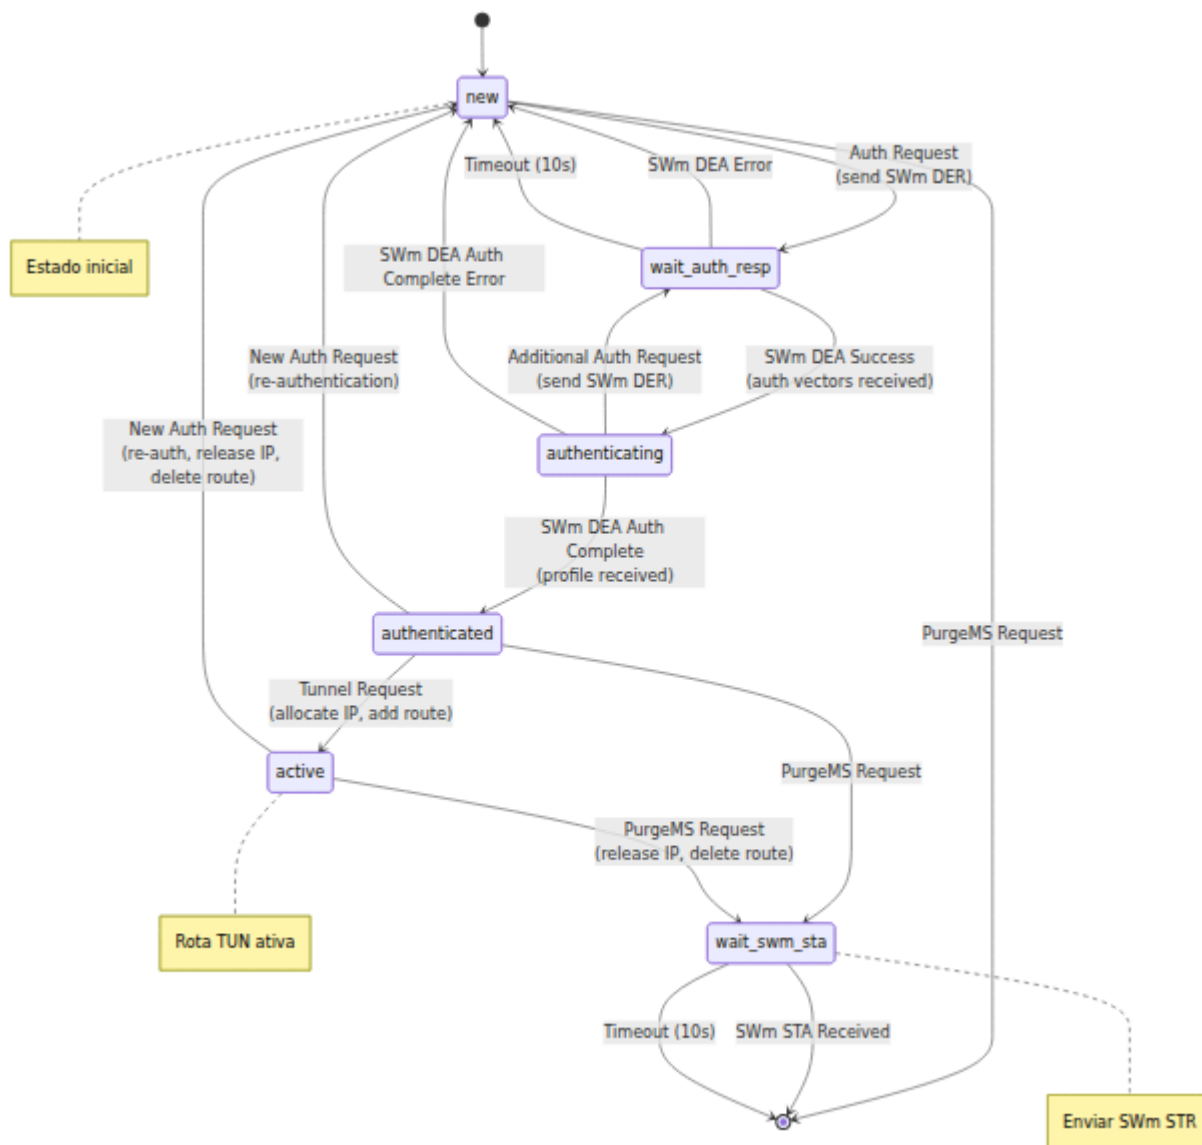 new
Timeout (10s)
SWm DEA Error
Auth Request
(send SWm DER)
Estado inicial
SWm DEA Auth
Complete Error
wait_auth_resp
New Auth Request
(re-authentication)
Additional Auth Request
(send SWm DER)
SWm DEA Success
(auth vectors received)
New Auth Request
(re-auth, release IP,
delete route)
authenticating
SWm DEA Auth
Complete
(profile received)
authenticated
PurgeMS Request
Tunnel Request
(allocate IP, add route)
active
PurgeMS Request
PurgeMS Request
(release IP, delete route)
Rota TUN ativa
wait_swm_sta
Timeout (10s)
SWm STA Received
Enviar SWm STR